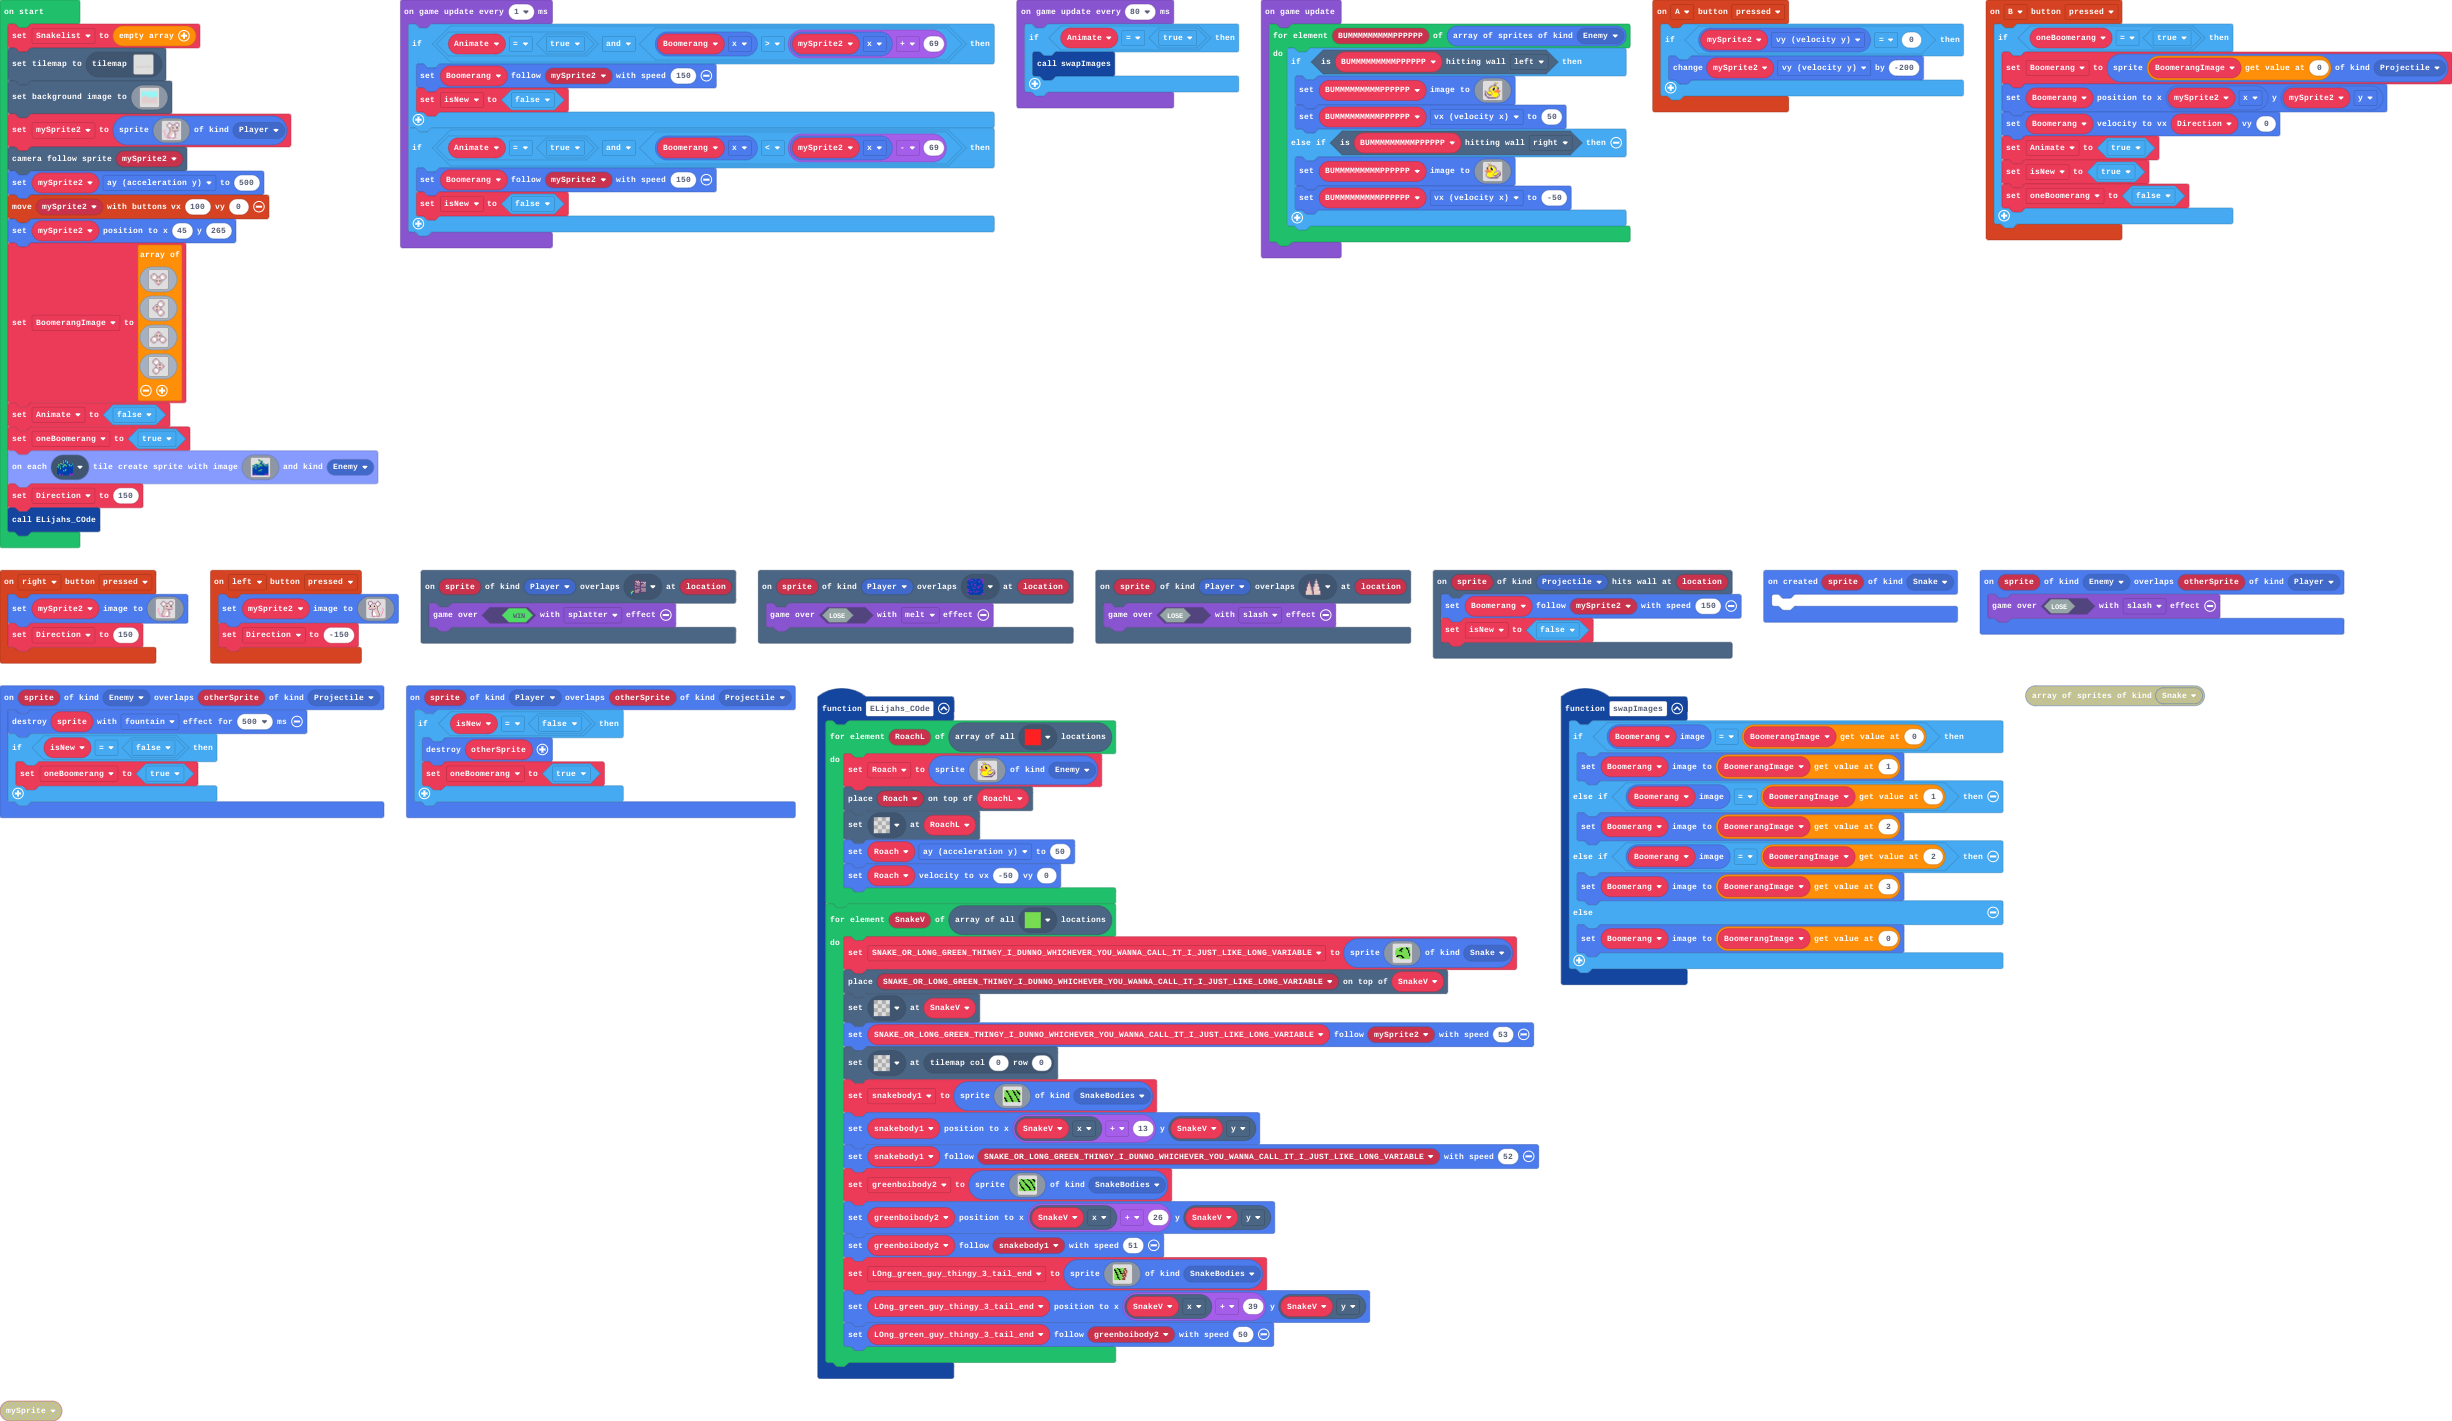 on start
set Snakelist to empty array
set tilemap to tilemap
set background image to
set mySprite2 to sprite of kind Player
camera follow sprite mySprite2
set mySprite2 ay (acceleration y) to 500
move mySprite2 with buttons vx 100 vy 0
set mySprite2 position to x 45 y 265
array of
set BoomerangImage to
set Animate to false
set oneBoomerang to true
on each tile create sprite with image and kind Enemy
set Direction to 150
call ELijahs_COde
on game update every 1 ms
if Animate = true and Boomerang x > mySprite2 x + 69 then
set Boomerang follow mySprite2 with speed 150
set isNew to false
if Animate = true and Boomerang x < mySprite2 x - 69 then
set Boomerang follow mySprite2 with speed 150
set isNew to false
on game update every 80 ms
if Animate = true then
call swapImages
on game update
for element BUMMMMMMMMMPPPPPP of array of sprites of kind Enemy
do
if is BUMMMMMMMMMPPPPPP hitting wall left then
set BUMMMMMMMMMPPPPPP image to
set BUMMMMMMMMMPPPPPP vx (velocity x) to 50
else if is BUMMMMMMMMMPPPPPP hitting wall right then
set BUMMMMMMMMMPPPPPP image to
set BUMMMMMMMMMPPPPPP vx (velocity x) to -50
on A button pressed
if mySprite2 vy (velocity y) = 0 then
change mySprite2 vy (velocity y) by -200
on B button pressed
if oneBoomerang = true then
set Boomerang to sprite BoomerangImage get value at 0 of kind Projectile
set Boomerang position to x mySprite2 x y mySprite2 y
set Boomerang velocity to vx Direction vy 0
set Animate to true
set isNew to true
set oneBoomerang to false
on right button pressed
set mySprite2 image to
set Direction to 150
on left button pressed
set mySprite2 image to
set Direction to -150
on sprite of kind Player overlaps at location
game over WIN with splatter effect
on sprite of kind Player overlaps at location
game over LOSE with melt effect
on sprite of kind Player overlaps at location
game over LOSE with slash effect
on sprite of kind Projectile hits wall at location
set Boomerang follow mySprite2 with speed 150
set isNew to false
on created sprite of kind Snake
on sprite of kind Enemy overlaps otherSprite of kind Player
game over LOSE with slash effect
on sprite of kind Enemy overlaps otherSprite of kind Projectile
destroy sprite with fountain effect for 500 ms
if isNew = false then
set oneBoomerang to true
on sprite of kind Player overlaps otherSprite of kind Projectile
if isNew = false then
destroy otherSprite
set oneBoomerang to true
function ELijahs_COde
for element RoachL of array of all locations
do
set Roach to sprite of kind Enemy
place Roach on top of RoachL
set at RoachL
set Roach ay (acceleration y) to 50
set Roach velocity to vx -50 vy 0
for element SnakeV of array of all locations
do
set SNAKE_OR_LONG_GREEN_THINGY_I_DUNNO_WHICHEVER_YOU_WANNA_CALL_IT_I_JUST_LIKE_LONG_VARIABLE to sprite of kind Snake
place SNAKE_OR_LONG_GREEN_THINGY_I_DUNNO_WHICHEVER_YOU_WANNA_CALL_IT_I_JUST_LIKE_LONG_VARIABLE on top of SnakeV
set at SnakeV
set SNAKE_OR_LONG_GREEN_THINGY_I_DUNNO_WHICHEVER_YOU_WANNA_CALL_IT_I_JUST_LIKE_LONG_VARIABLE follow mySprite2 with speed 53
set at tilemap col 0 row 0
set snakebody1 to sprite of kind SnakeBodies
set snakebody1 position to x SnakeV x + 13 y SnakeV y
set snakebody1 follow SNAKE_OR_LONG_GREEN_THINGY_I_DUNNO_WHICHEVER_YOU_WANNA_CALL_IT_I_JUST_LIKE_LONG_VARIABLE with speed 52
set greenboibody2 to sprite of kind SnakeBodies
set greenboibody2 position to x SnakeV x + 26 y SnakeV y
set greenboibody2 follow snakebody1 with speed 51
set LOng_green_guy_thingy_3_tail_end to sprite of kind SnakeBodies
set LOng_green_guy_thingy_3_tail_end position to x SnakeV x + 39 y SnakeV y
set LOng_green_guy_thingy_3_tail_end follow greenboibody2 with speed 50
function swapImages
if Boomerang image = BoomerangImage get value at 0 then
set Boomerang image to BoomerangImage get value at 1
else if Boomerang image = BoomerangImage get value at 1 then
set Boomerang image to BoomerangImage get value at 2
else if Boomerang image = BoomerangImage get value at 2 then
set Boomerang image to BoomerangImage get value at 3
else
set Boomerang image to BoomerangImage get value at 0
array of sprites of kind Snake
mySprite